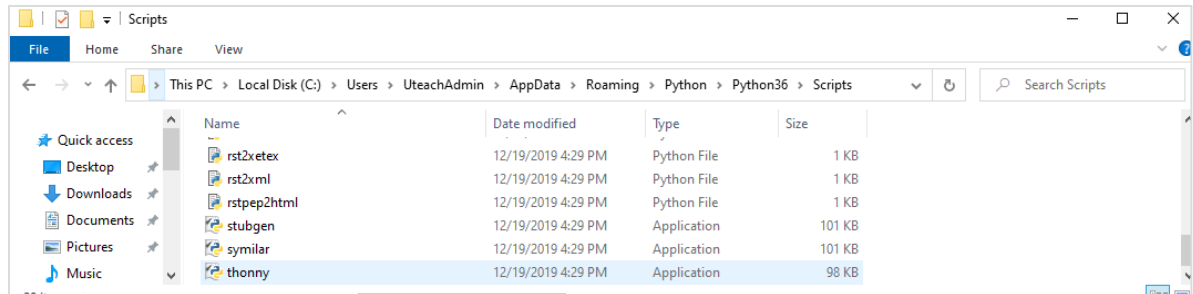 Scripts
File Home Share View
This PC > Local Disk (C:) > Users > UteachAdmin > AppData > Roaming > Python > Python36 > Scripts Search Scripts
Name Date modified Type Size
Quick access
rst2xetex 12/19/2019 4:29 PM Python File 1 KB
Desktop
rst2xml 12/19/2019 4:29 PM Python File 1 KB
Downloads
rstpep2html 12/19/2019 4:29 PM Python File 1 KB
Documents
stubgen 12/19/2019 4:29 PM Application 101 KB
Pictures
symilar 12/19/2019 4:29 PM Application 101 KB
Music
thonny 12/19/2019 4:29 PM Application 98 KB